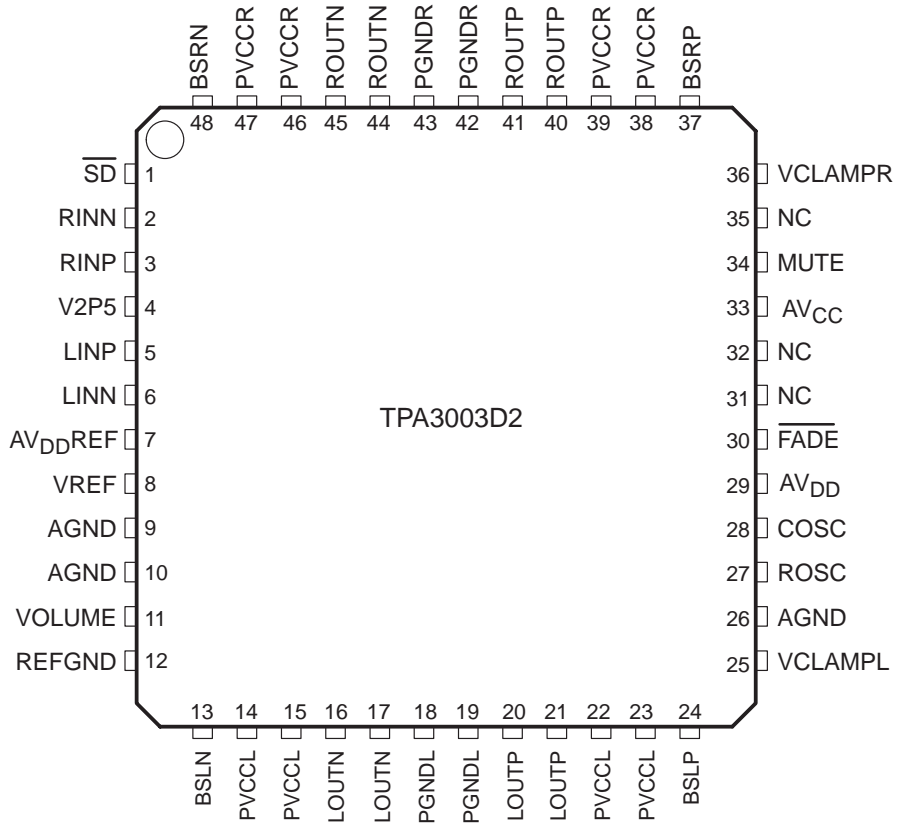 BSRN PVCCR PVCCR ROUTN ROUTN PGNDR PGNDR ROUTP ROUTP PVCCR PVCCR BSRP
48 47 46 45 44 43 42 41 40 39 38 37
SD 1 36 VCLAMPR
RINN 2 35 NC
RINP 3 34 MUTE
V2P5 4 33 AVCC
LINP 5 32 NC
LINN 6 31 NC
TPA3003D2
AVDDREF 7 30 FADE
VREF 8 29 AVDD
AGND 9 28 COSC
AGND 10 27 ROSC
VOLUME 11 26 AGND
REFGND 12 25 VCLAMPL
13 14 15 16 17 18 19 20 21 22 23 24
BSLN PVCCL PVCCL LOUTN LOUTN PGNDL PGNDL LOUTP LOUTP PVCCL PVCCL BSLP